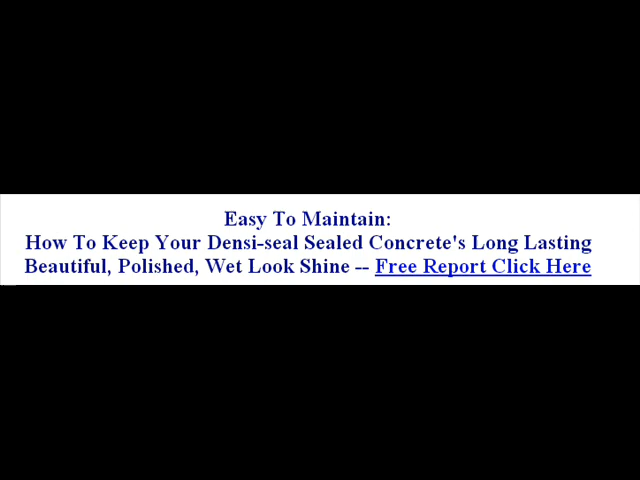 Easy To Maintain:
How To Keep Your Densi-seal Sealed Concrete's Long Lasting
Beautiful, Polished, Wet Look Shine -- Free Report Click Here